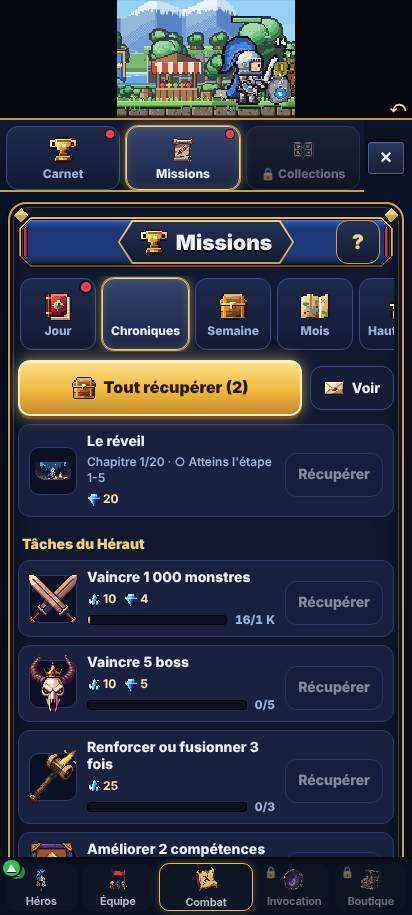 14
Carnet
Missions
Collections
×
Missions
?
Jour
Chroniques
Semaine
Mois
Haut
Tout récupérer (2)
Voir
Le réveil
Chapitre 1/20 · O Atteins l'étape
1-5
20
Récupérer
Tâches du Héraut
Vaincre 1 000 monstres
10 4
16/1 K
Récupérer
Vaincre 5 boss
10 5
0/5
Récupérer
Renforcer ou fusionner 3
fois
25
0/3
Récupérer
Améliorer 2 compétences
Héros
Équipe
Combat
Invocation
Boutique